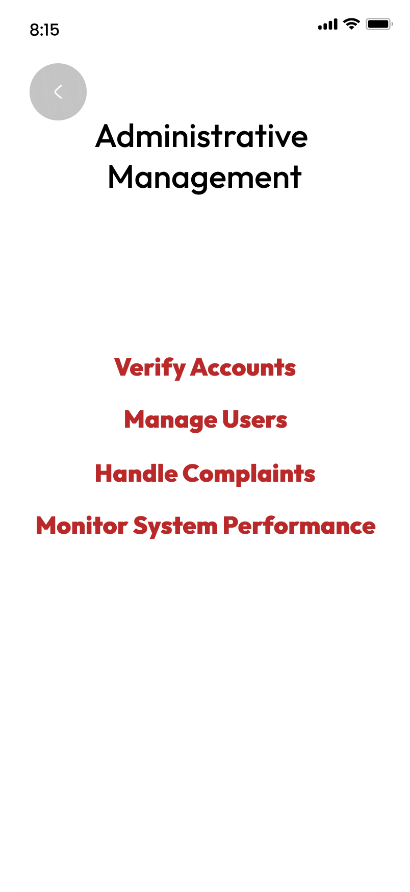 8:15
Administrative
Management
Verify Accounts
Manage Users
Handle Complaints
Monitor System Performance